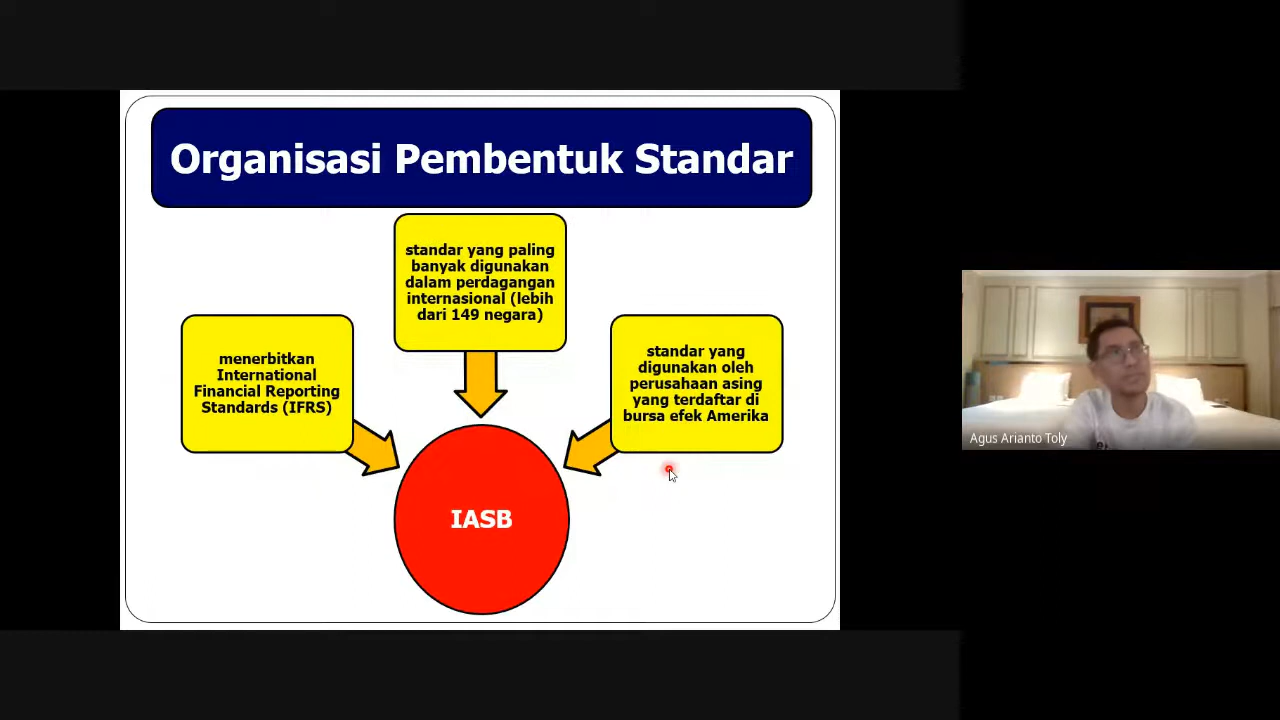 Organisasi Pembentuk Standar
standar yang paling
banyak digunakan
dalam perdagangan
internasional (lebih
dari 149 negara)
menerbitkan
International
Financial Reporting
Standards (IFRS)
standar yang
digunakan oleh
perusahaan asing
yang terdaftar di
bursa efek Amerika
IASB
Agus Arianto Toly